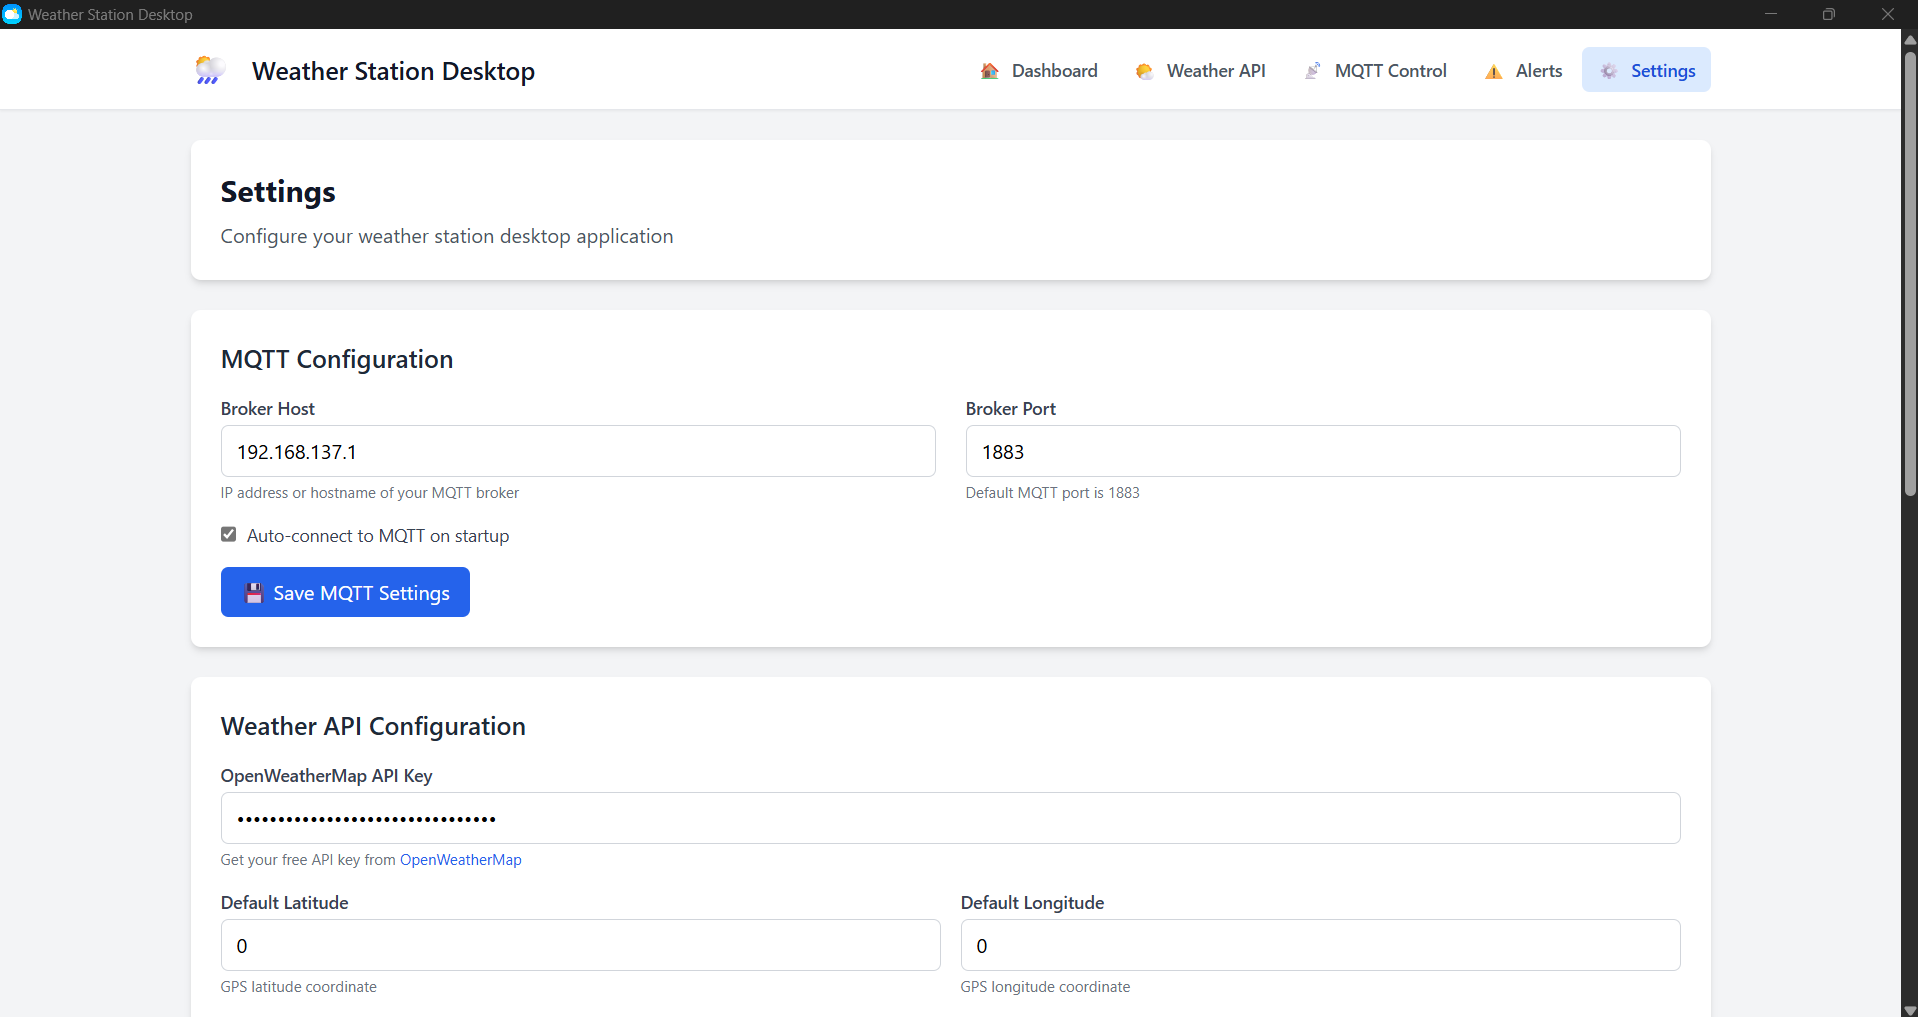 Weather Station Desktop
Weather Station Desktop
Dashboard
Weather API
MQTT Control
Alerts
Settings
Settings
Configure your weather station desktop application
MQTT Configuration
Broker Host
Broker Port
192.168.137.1
1883
IP address or hostname of your MQTT broker
Default MQTT port is 1883
Auto-connect to MQTT on startup
Save MQTT Settings
Weather API Configuration
OpenWeatherMap API Key
••••••••••••••••••••••••••••••••
Get your free API key from OpenWeatherMap
Default Latitude
Default Longitude
0
0
GPS latitude coordinate
GPS longitude coordinate